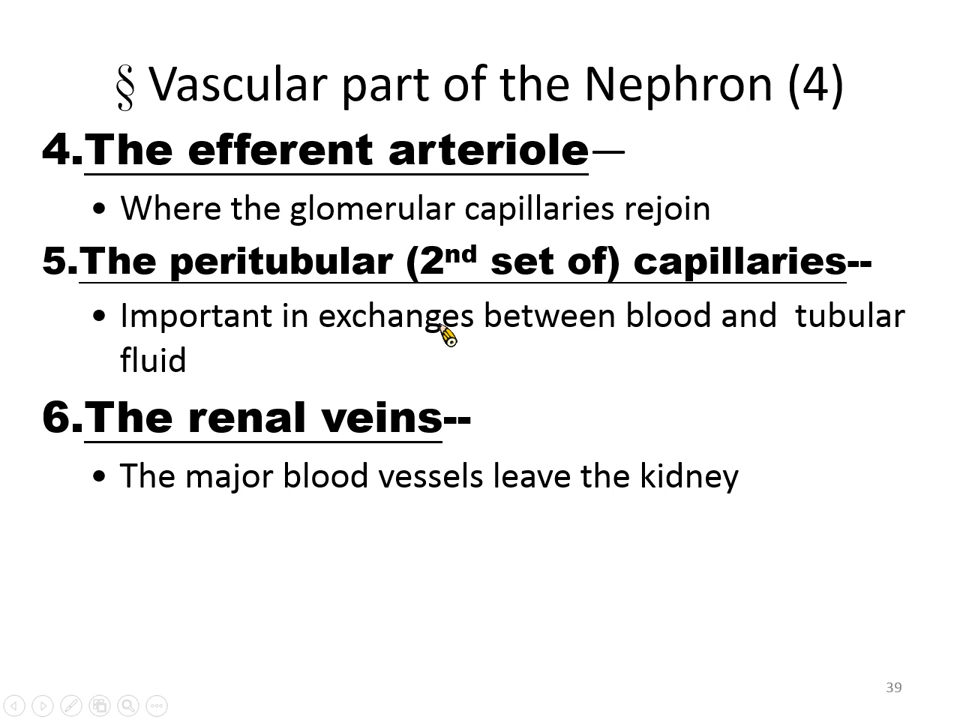 § Vascular part of the Nephron (4)
4.The efferent arteriole—
• Where the glomerular capillaries rejoin
5.The peritubular (2nd set of) capillaries--
• Important in exchanges between blood and  tubular
fluid
6.The renal veins--
• The major blood vessels leave the kidney
39